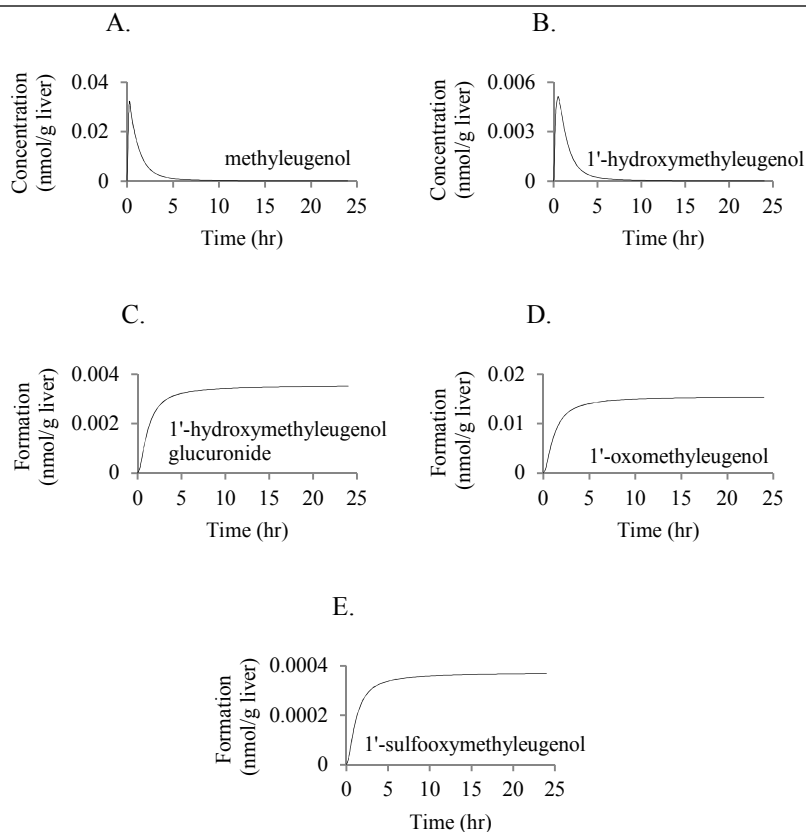 A.
Concentration
(nmol/g liver)
0.04
0.02
0
methyleugenol
0 5 10 15 20 25
Time (hr)
B.
Concentration
(nmol/g liver)
0.006
0.003
0
1'-hydroxymethyleugenol
0 5 10 15 20 25
Time (hr)
C.
Formation
(nmol/g liver)
0.004
0.002
0
1'-hydroxymethyleugenol
glucuronide
0 5 10 15 20 25
Time (hr)
D.
Formation
(nmol/g liver)
0.02
0.01
0
1'-oxomethyleugenol
0 5 10 15 20 25
Time (hr)
E.
Formation
(nmol/g liver)
0.0004
0.0002
0
1'-sulfooxymethyleugenol
0 5 10 15 20 25
Time (hr)